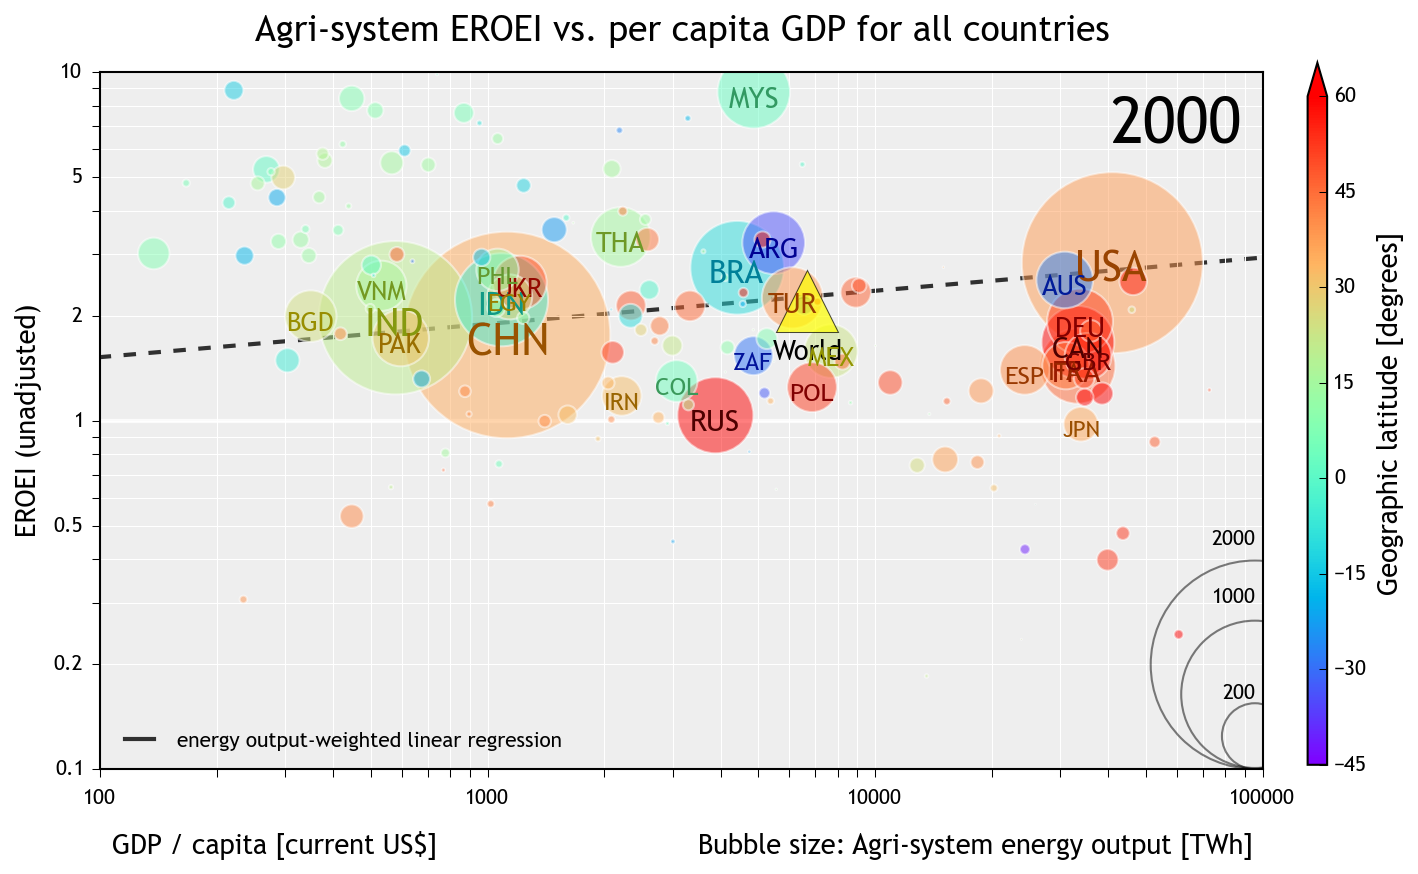 Agri-system EROEI vs. per capita GDP for all countries
2000
EROEI (unadjusted)
10
5
2
1
0.5
0.2
0.1
MYS
THA
ARG
BRA
USA
AUS
PHL
UKR
VNM
EGY
IDN
TUR
BGD
IND
DEU
PAK
CHN
World
CAN
ZAF
MEX
GBR
ITA
FRA
ESP
COL
POL
IRN
RUS
JPN
2000
1000
200
energy output-weighted linear regression
100
1000
10000
100000
GDP / capita [current US$]
Bubble size: Agri-system energy output [TWh]
60
45
30
15
0
−15
−30
−45
Geographic latitude [degrees]